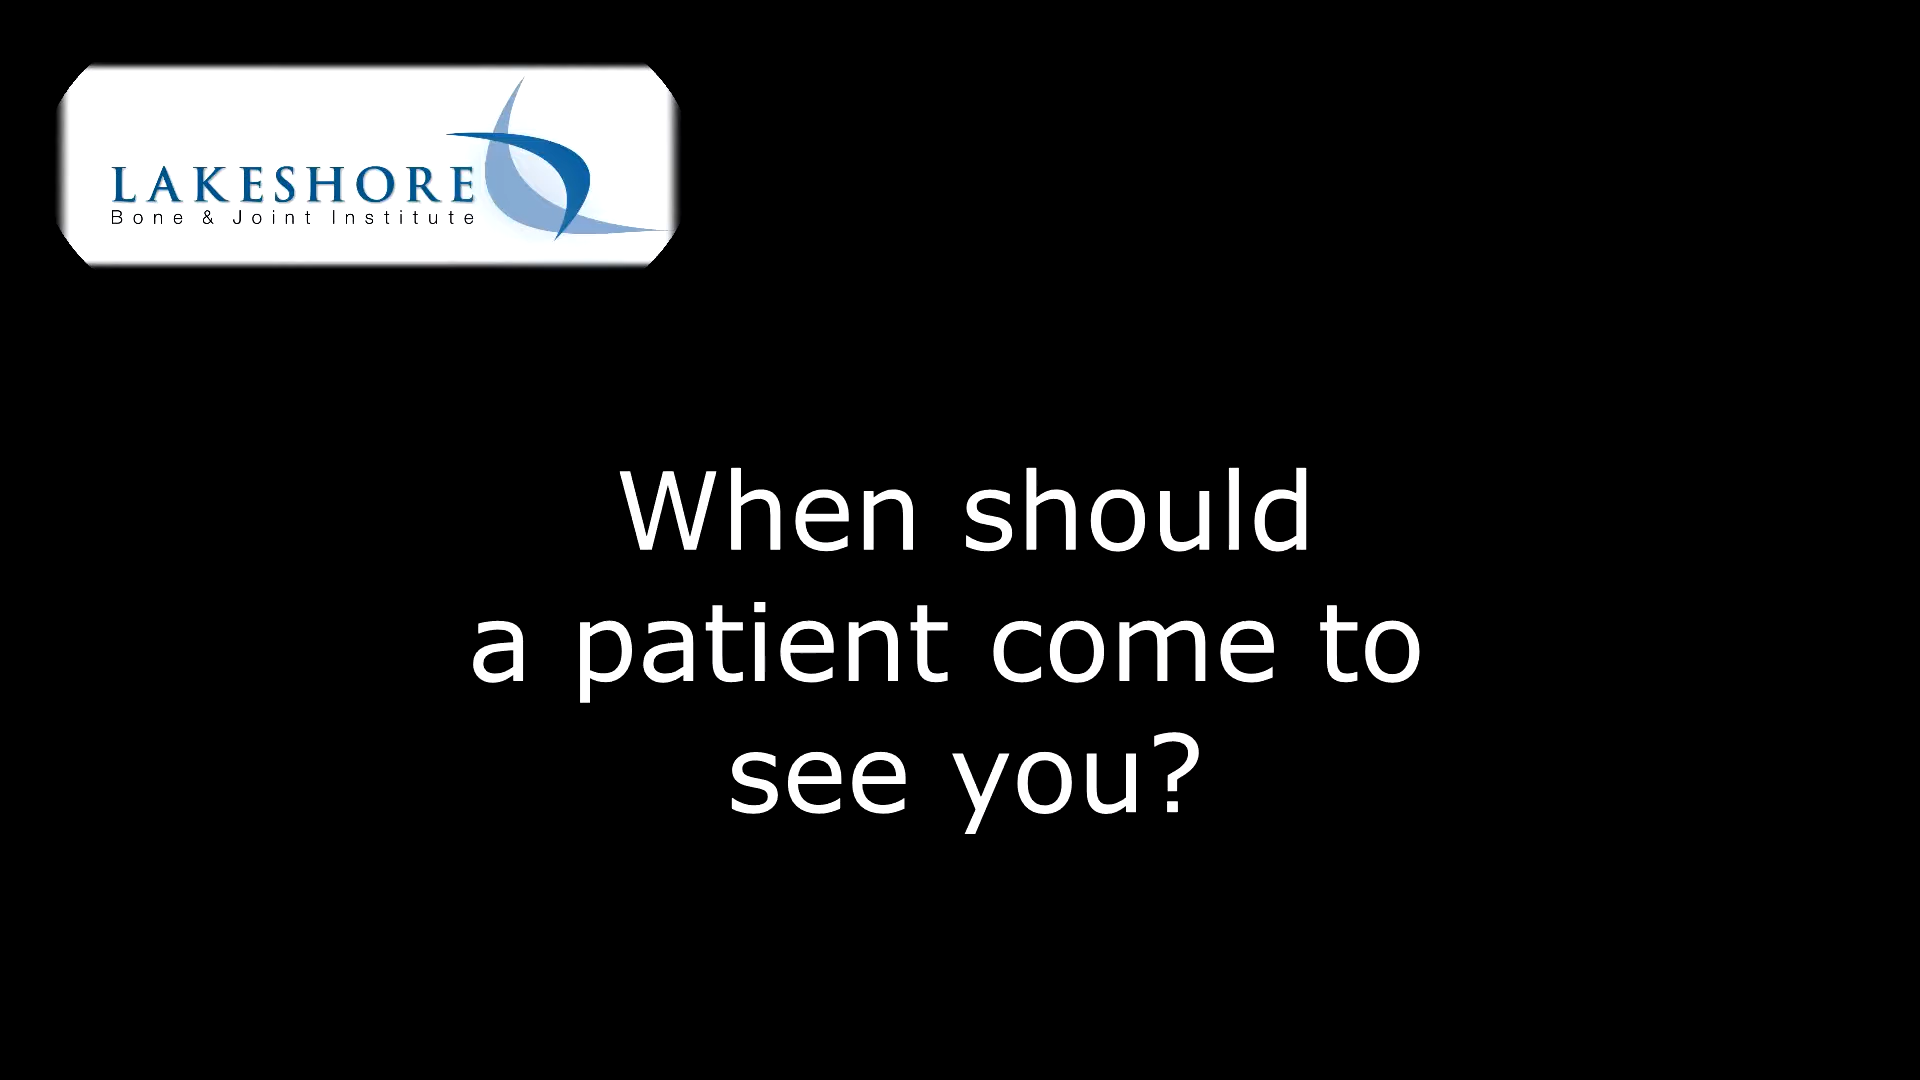 LAKESHORE
Bone & Joint Institute
When should
a patient come to
see you?